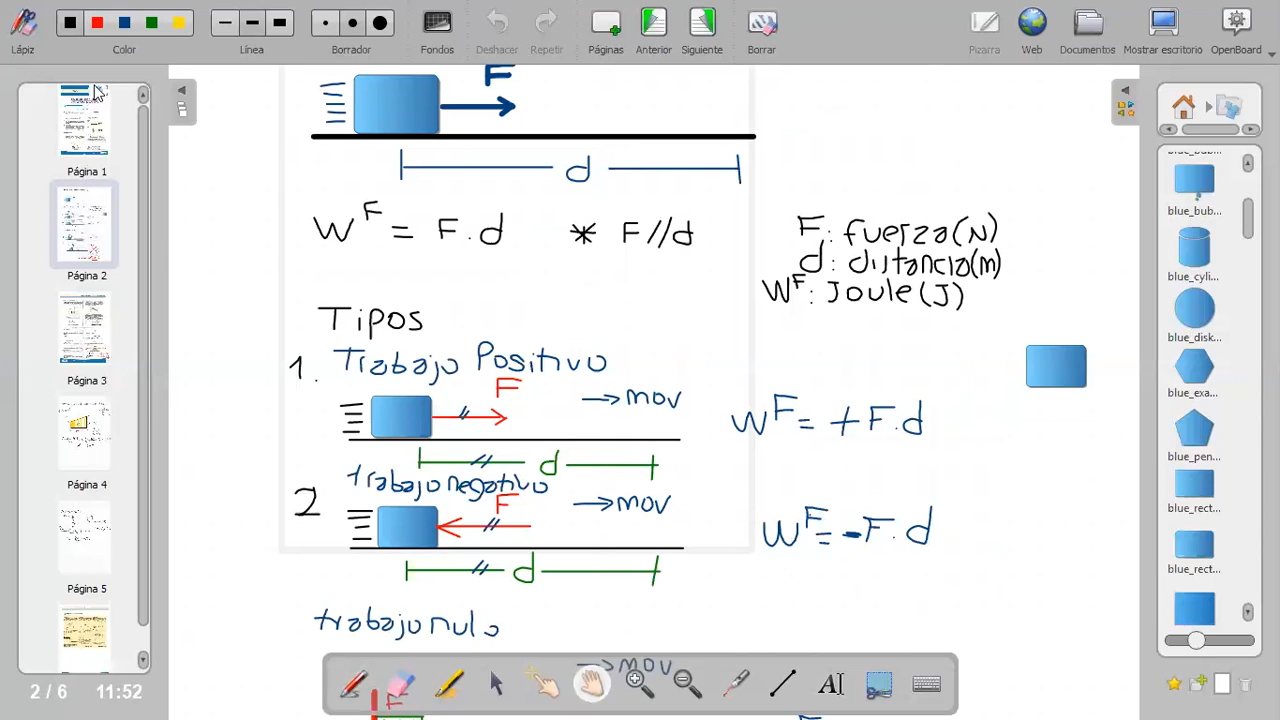 Lápiz
Color
Línea
Borrador
Fondos
Deshacer
Repetir
Páginas
Anterior
Siguiente
Borrar
Pizarra
Web
Documentos
Mostrar escritorio
OpenBoard
Página 1
Página 2
Página 3
Página 4
Página 5
2 / 6
11:52
F
d
W^F = F.d * F//d
F: fuerza(N)
d: distancia(m)
W^F: Joule(J)
Tipos
1. Trabajo Positivo
F
→mov
W^F = +F.d
d
trabajo negativo
2
F
→mov
W^F = -F.d
d
trabajo nulo
→mov
F
blue_bub...
blue_cyli...
blue_disk...
blue_exa...
blue_pen...
blue_rect...
blue_rect...